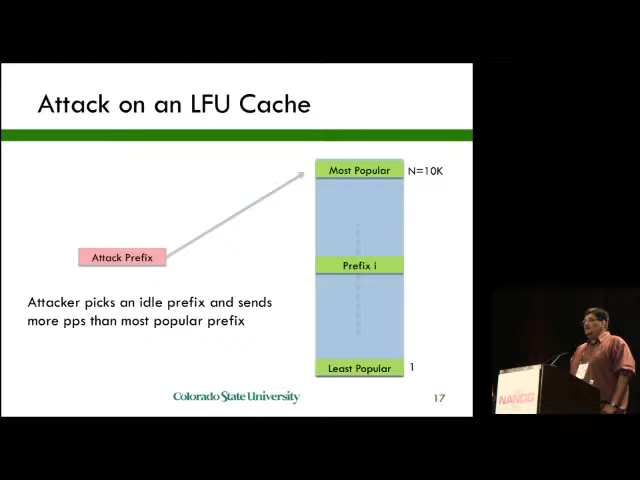 Attack on an LFU Cache
Most Popular
N=10K
Attack Prefix
Prefix i
Attacker picks an idle prefix and sends
more pps than most popular prefix
Least Popular
1
Colorado State University
17
NANOG